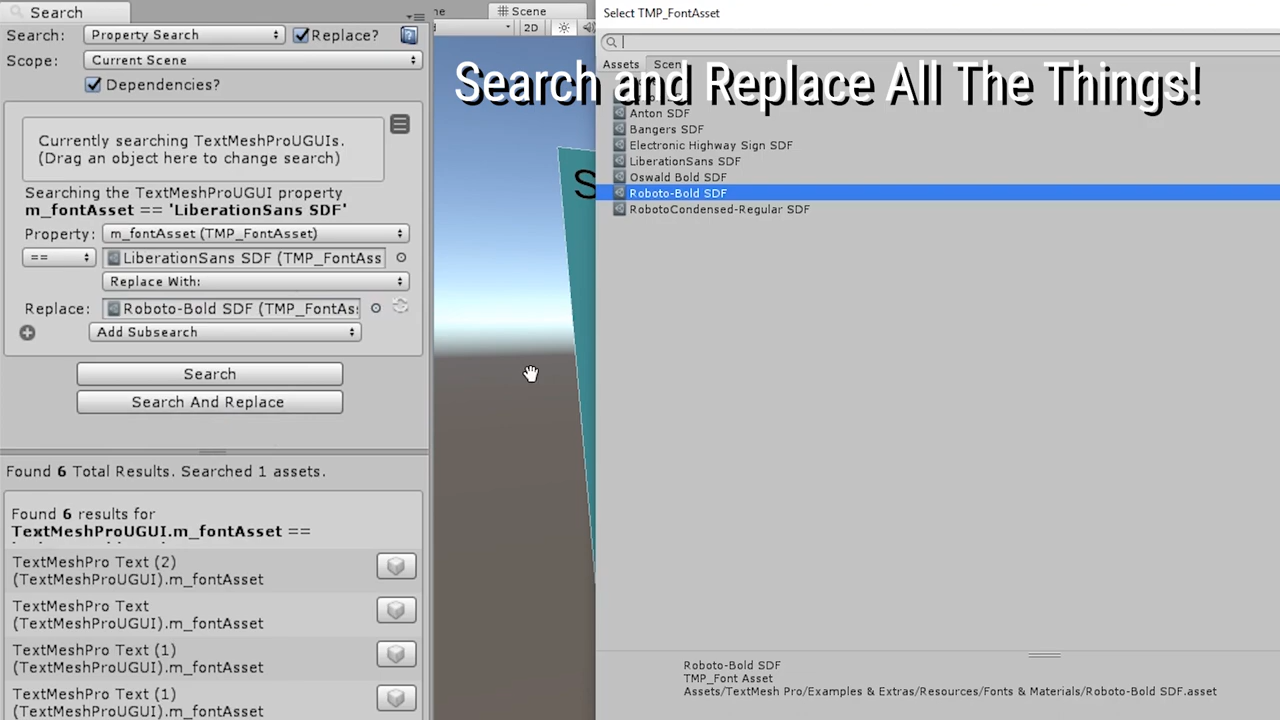 Search
Search: Property Search Replace?
Scope: Current Scene
Dependencies?
Currently searching TextMeshProUGUIs.
(Drag an object here to change search)
Searching the TextMeshProUGUI property
m_fontAsset == 'LiberationSans SDF'
Property: m_fontAsset (TMP_FontAsset)
== LiberationSans SDF (TMP_FontAss
Replace With:
Replace: Roboto-Bold SDF (TMP_FontAs
Add Subsearch
Search
Search And Replace
Found 6 Total Results. Searched 1 assets.
Found 6 results for
TextMeshProUGUI.m_fontAsset ==
TextMeshPro Text (2)
(TextMeshProUGUI).m_fontAsset
TextMeshPro Text
(TextMeshProUGUI).m_fontAsset
TextMeshPro Text (1)
(TextMeshProUGUI).m_fontAsset
TextMeshPro Text (1)
(TextMeshProUGUI).m_fontAsset
Scene
2D
S
Select TMP_FontAsset
Assets Scen
Search and Replace All The Things!
Anton SDF
Bangers SDF
Electronic Highway Sign SDF
LiberationSans SDF
Oswald Bold SDF
Roboto-Bold SDF
RobotoCondensed-Regular SDF
Roboto-Bold SDF
TMP_Font Asset
Assets/TextMesh Pro/Examples & Extras/Resources/Fonts & Materials/Roboto-Bold SDF.asset